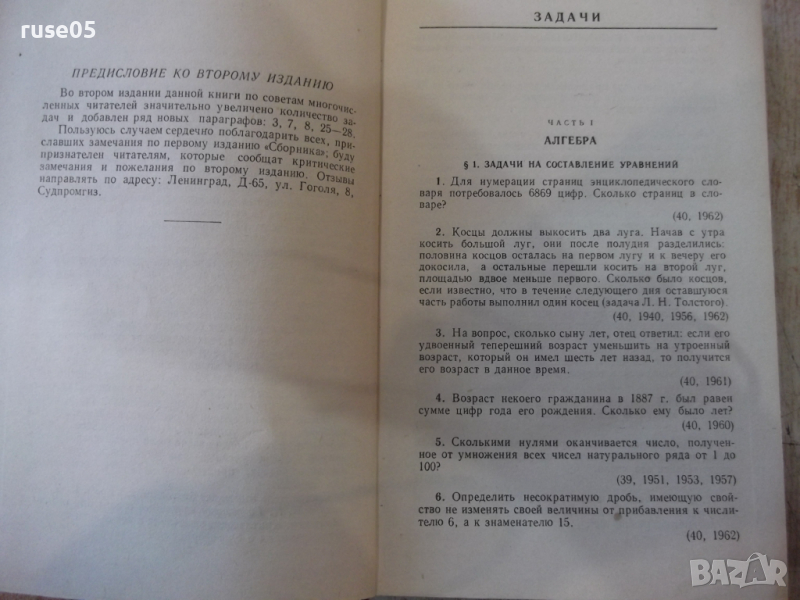 ruse05
ПРЕДИСЛОВИЕ КО ВТОРОМУ ИЗДАНИЮ
Во втором издании данной книги по советам многочис-
ленных читателей значительно увеличено количество за-
дач и добавлен ряд новых параграфов: 3, 7, 8, 25—28.
Пользуюсь случаем сердечно поблагодарить всех, при-
славших замечания по первому изданию «Сборника»; буду
признателен читателям, которые сообщат критические
замечания и пожелания по второму изданию. Отзывы
направлять по адресу: Ленинград, Д-65, ул. Гоголя, 8,
Судпромгиз.
ЗАДАЧИ
ЧАСТЬ I
АЛГЕБРА
§ 1. ЗАДАЧИ НА СОСТАВЛЕНИЕ УРАВНЕНИЙ
1. Для нумерации страниц энциклопедического сло-
варя потребовалось 6869 цифр. Сколько страниц в сло-
варе?
(40, 1962)
2. Косцы должны выкосить два луга. Начав с утра
косить большой луг, они после полудня разделились:
половина косцов осталась на первом лугу и к вечеру его
докосила, а остальные перешли косить на второй луг,
площадью вдвое меньше первого. Сколько было косцов,
если известно, что в течение следующего дня оставшуюся
часть работы выполнил один косец (задача Л. Н. Толстого).
(40, 1940, 1956, 1962)
3. На вопрос, сколько сыну лет, отец ответил: если его
удвоенный теперешний возраст уменьшить на утроенный
возраст, который он имел шесть лет назад, то получится
его возраст в данное время.
(40, 1961)
4. Возраст некоего гражданина в 1887 г. был равен
сумме цифр года его рождения. Сколько ему было лет?
(40, 1960)
5. Сколькими нулями оканчивается число, получен-
ное от умножения всех чисел натурального ряда от 1 до
100?
(39, 1951, 1953, 1957)
6. Определить несократимую дробь, имеющую свой-
ство не изменять своей величины от прибавления к числи-
телю 6, а к знаменателю 15.
(40, 1962)
BAZAR